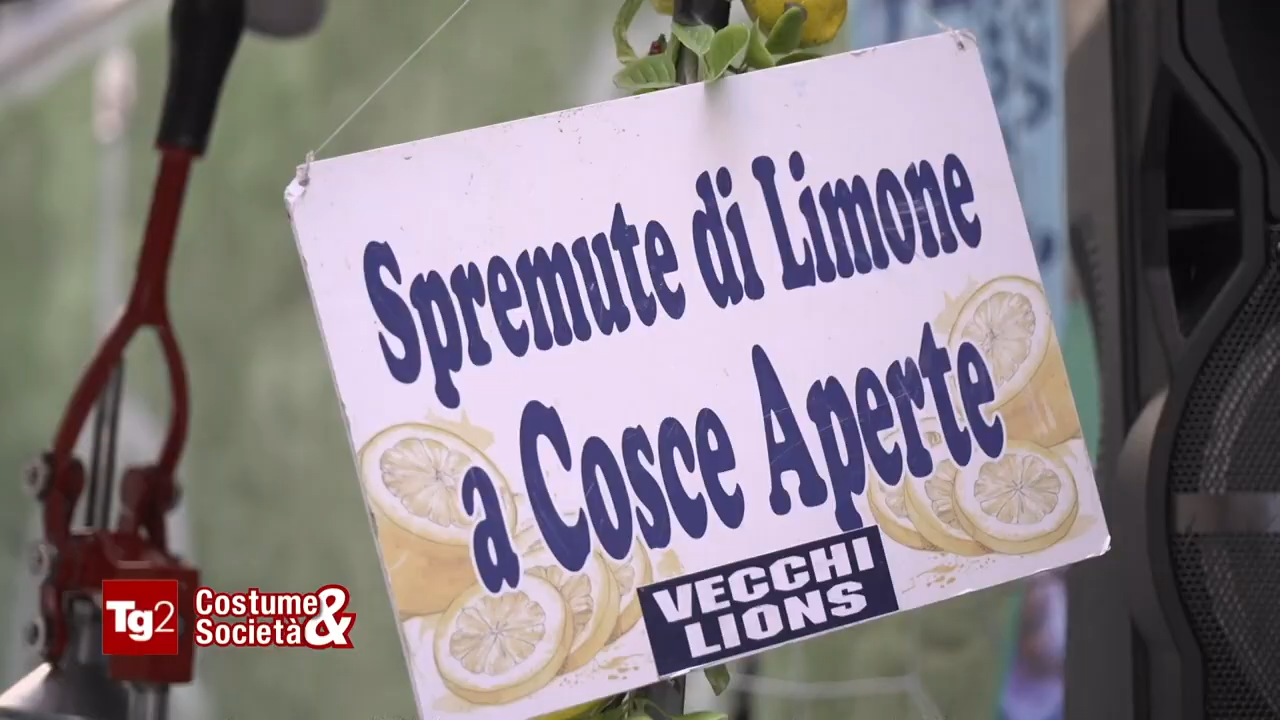 Spremute di Limone
a Cosce Aperte
VECCHI
LIONS
Tg2
Costume &
Società